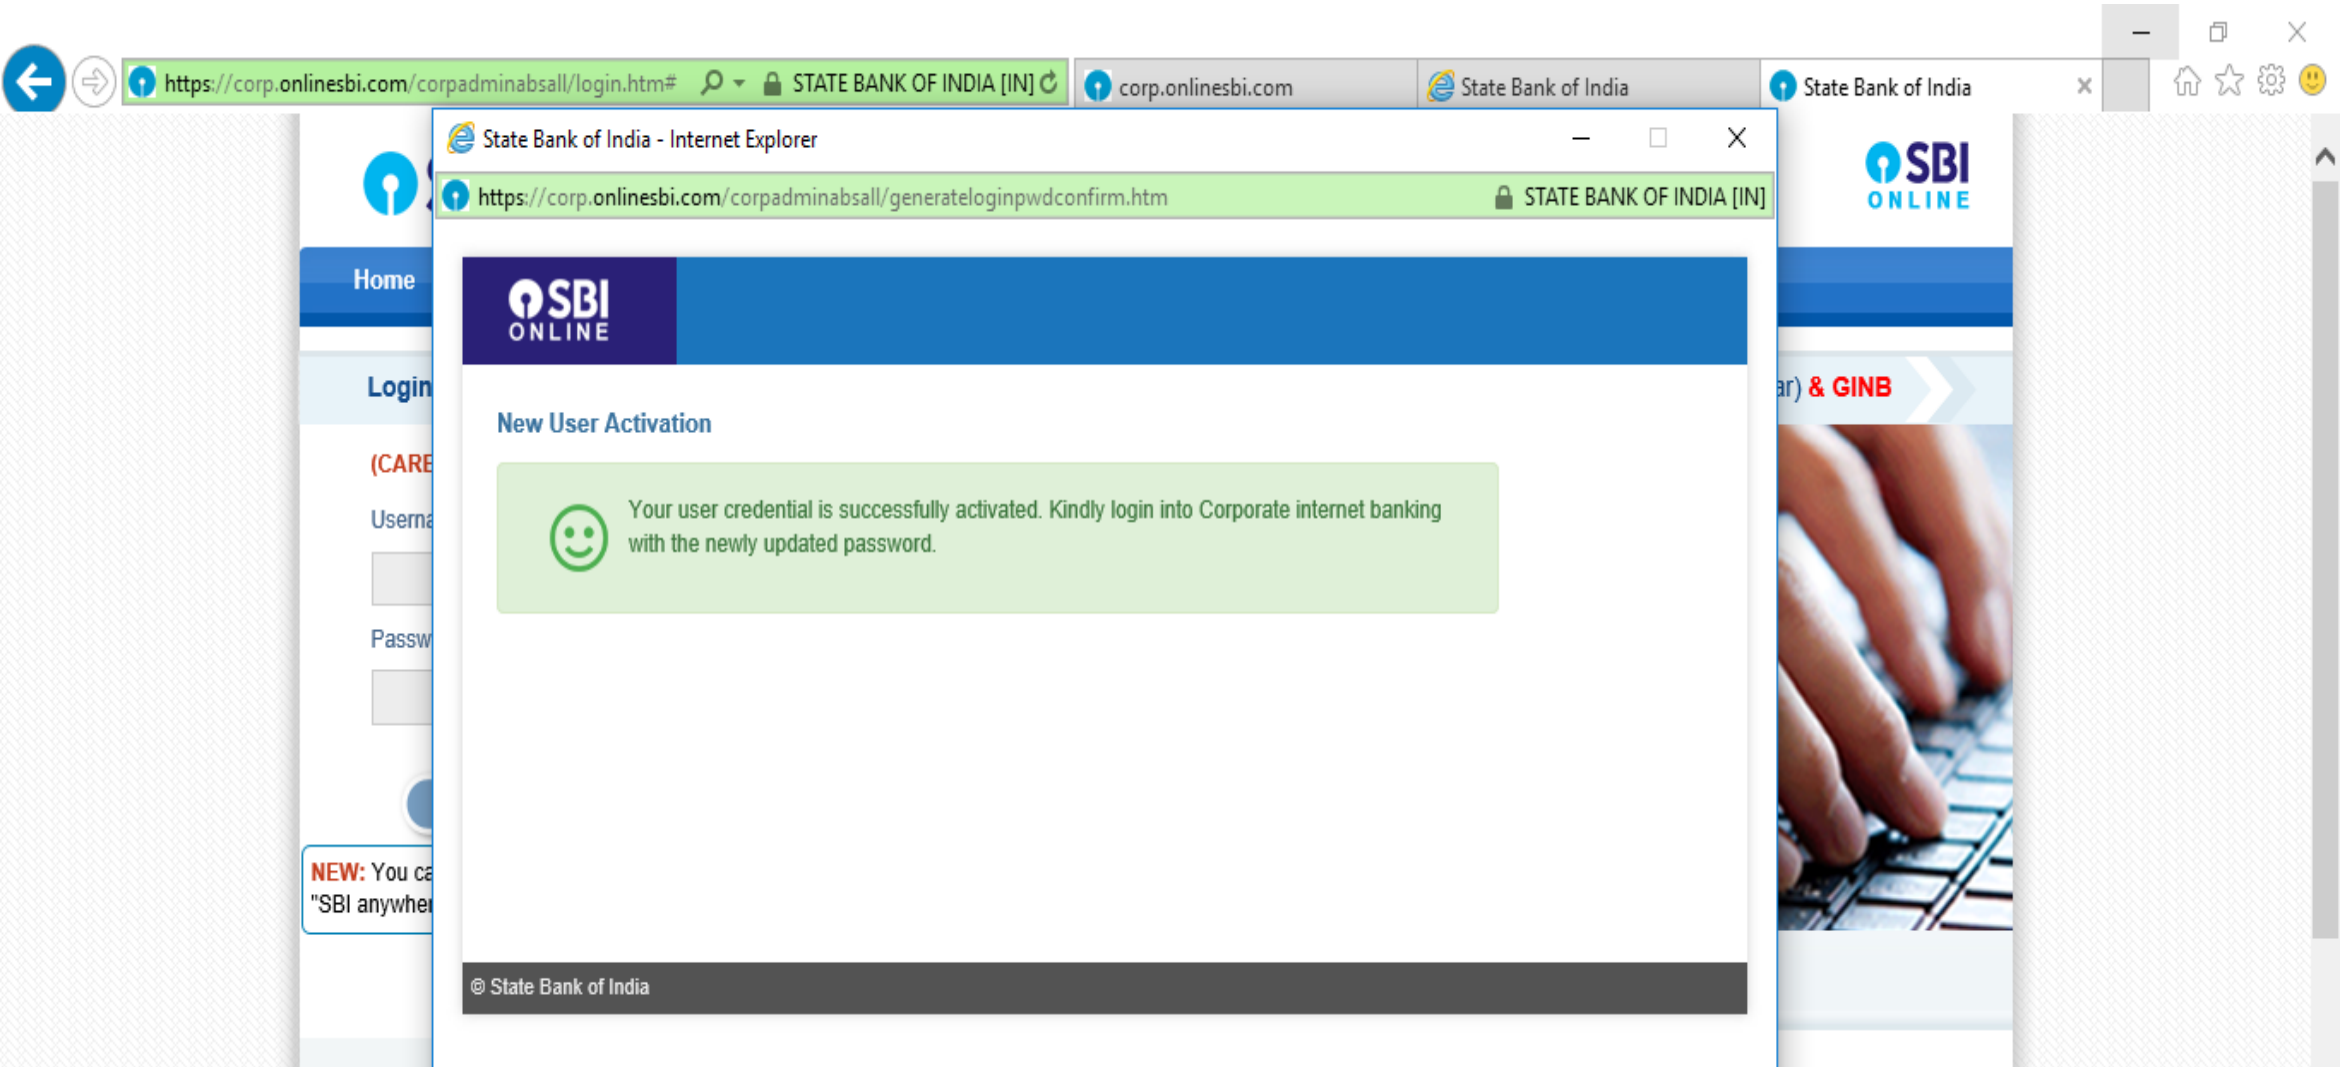 https://corp.onlinesbi.com/corpadminabsall/login.htm# STATE BANK OF INDIA [IN] corp.onlinesbi.com State Bank of India State Bank of India
State Bank of India - Internet Explorer
https://corp.onlinesbi.com/corpadminabsall/generateloginpwdconfirm.htm STATE BANK OF INDIA [IN]
SBI
ONLINE
Home
SBI
ONLINE
Login
& GINB
New User Activation
Your user credential is successfully activated. Kindly login into Corporate internet banking
with the newly updated password.
NEW: You
"SBI
© State Bank of India